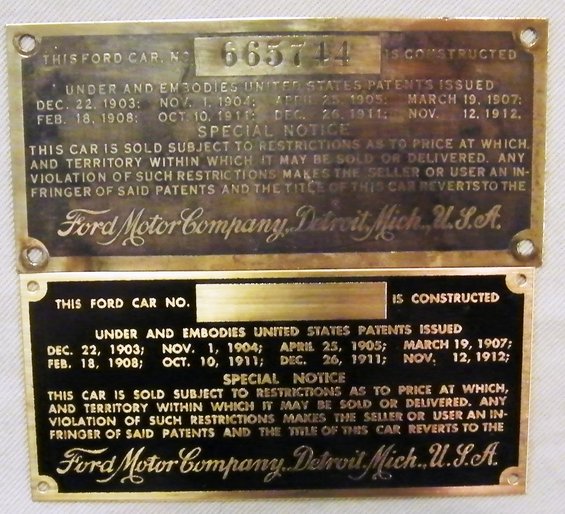 THIS FORD CAR. NO. 665744 IS CONSTRUCTED
UNDER AND EMBODIES UNITED STATES PATENTS ISSUED
DEC. 22, 1903; NOV. 1, 1904; APRIL 25, 1905; MARCH 19, 1907;
FEB. 18, 1908; OCT. 10, 1911; DEC. 26, 1911; NOV. 12, 1912.
SPECIAL NOTICE
THIS CAR IS SOLD SUBJECT TO RESTRICTIONS AS TO PRICE AT WHICH,
AND TERRITORY WITHIN WHICH IT MAY BE SOLD OR DELIVERED. ANY
VIOLATION OF SUCH RESTRICTIONS MAKES THE SELLER OR USER AN IN-
FRINGER OF SAID PATENTS AND THE TITLE OF THIS CAR REVERTS TO THE
Ford Motor Company, Detroit, Mich., U.S.A.
THIS FORD CAR NO. IS CONSTRUCTED
UNDER AND EMBODIES UNITED STATES PATENTS ISSUED
DEC. 22, 1903; NOV. 1, 1904; APRIL 25, 1905; MARCH 19, 1907;
FEB. 18, 1908; OCT. 10, 1911; DEC. 26, 1911; NOV. 12, 1912;
SPECIAL NOTICE
THIS CAR IS SOLD SUBJECT TO RESTRICTIONS AS TO PRICE AT WHICH,
AND TERRITORY WITHIN WHICH IT MAY BE SOLD OR DELIVERED. ANY
VIOLATION OF SUCH RESTRICTIONS MAKES THE SELLER OR USER AN IN-
FRINGER OF SAID PATENTS AND THE TITLE OF THIS CAR REVERTS TO THE
Ford Motor Company, Detroit, Mich., U.S.A.